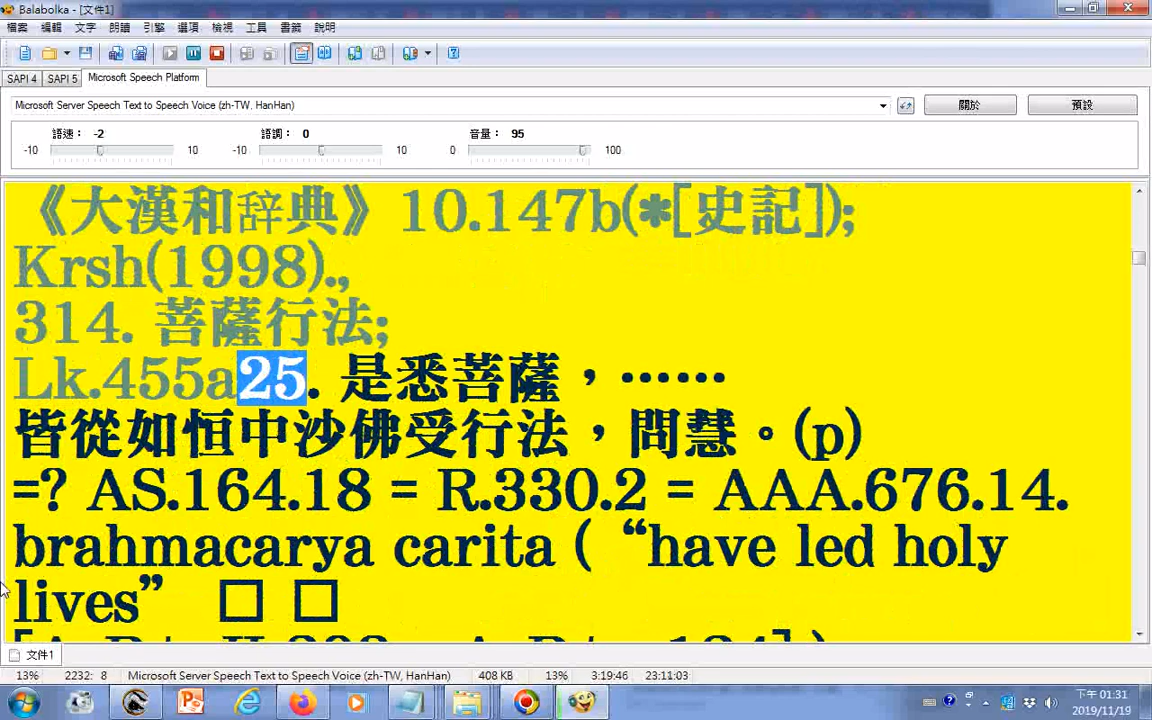 Balabolka - [文件1]
檔案 編輯 文字 朗讀 引擎 選項 檢視 工具 書籤 說明
SAPI 4 SAPI 5 Microsoft Speech Platform
Microsoft Server Speech Text to Speech Voice (zh-TW, HanHan) 關於 預設
語速： -2 語調： 0 音量： 95
-10 10 -10 10 0 100
《大漢和辞典》 10.147b(*[史記]);
Krsh(1998).,
314. 菩薩行法;
Lk.455a25. 是悉菩薩，……
皆從如恒中沙佛受行法，問慧。(p)
=? AS.164.18 = R.330.2 = AAA.676.14.
brahmacarya carita (“have led holy
lives” □ □
文件1
13% 2232: 8 Microsoft Server Speech Text to Speech Voice (zh-TW, HanHan) 408 KB 13% 3:19:46 23:11:03
下午 01:31
2019/11/19